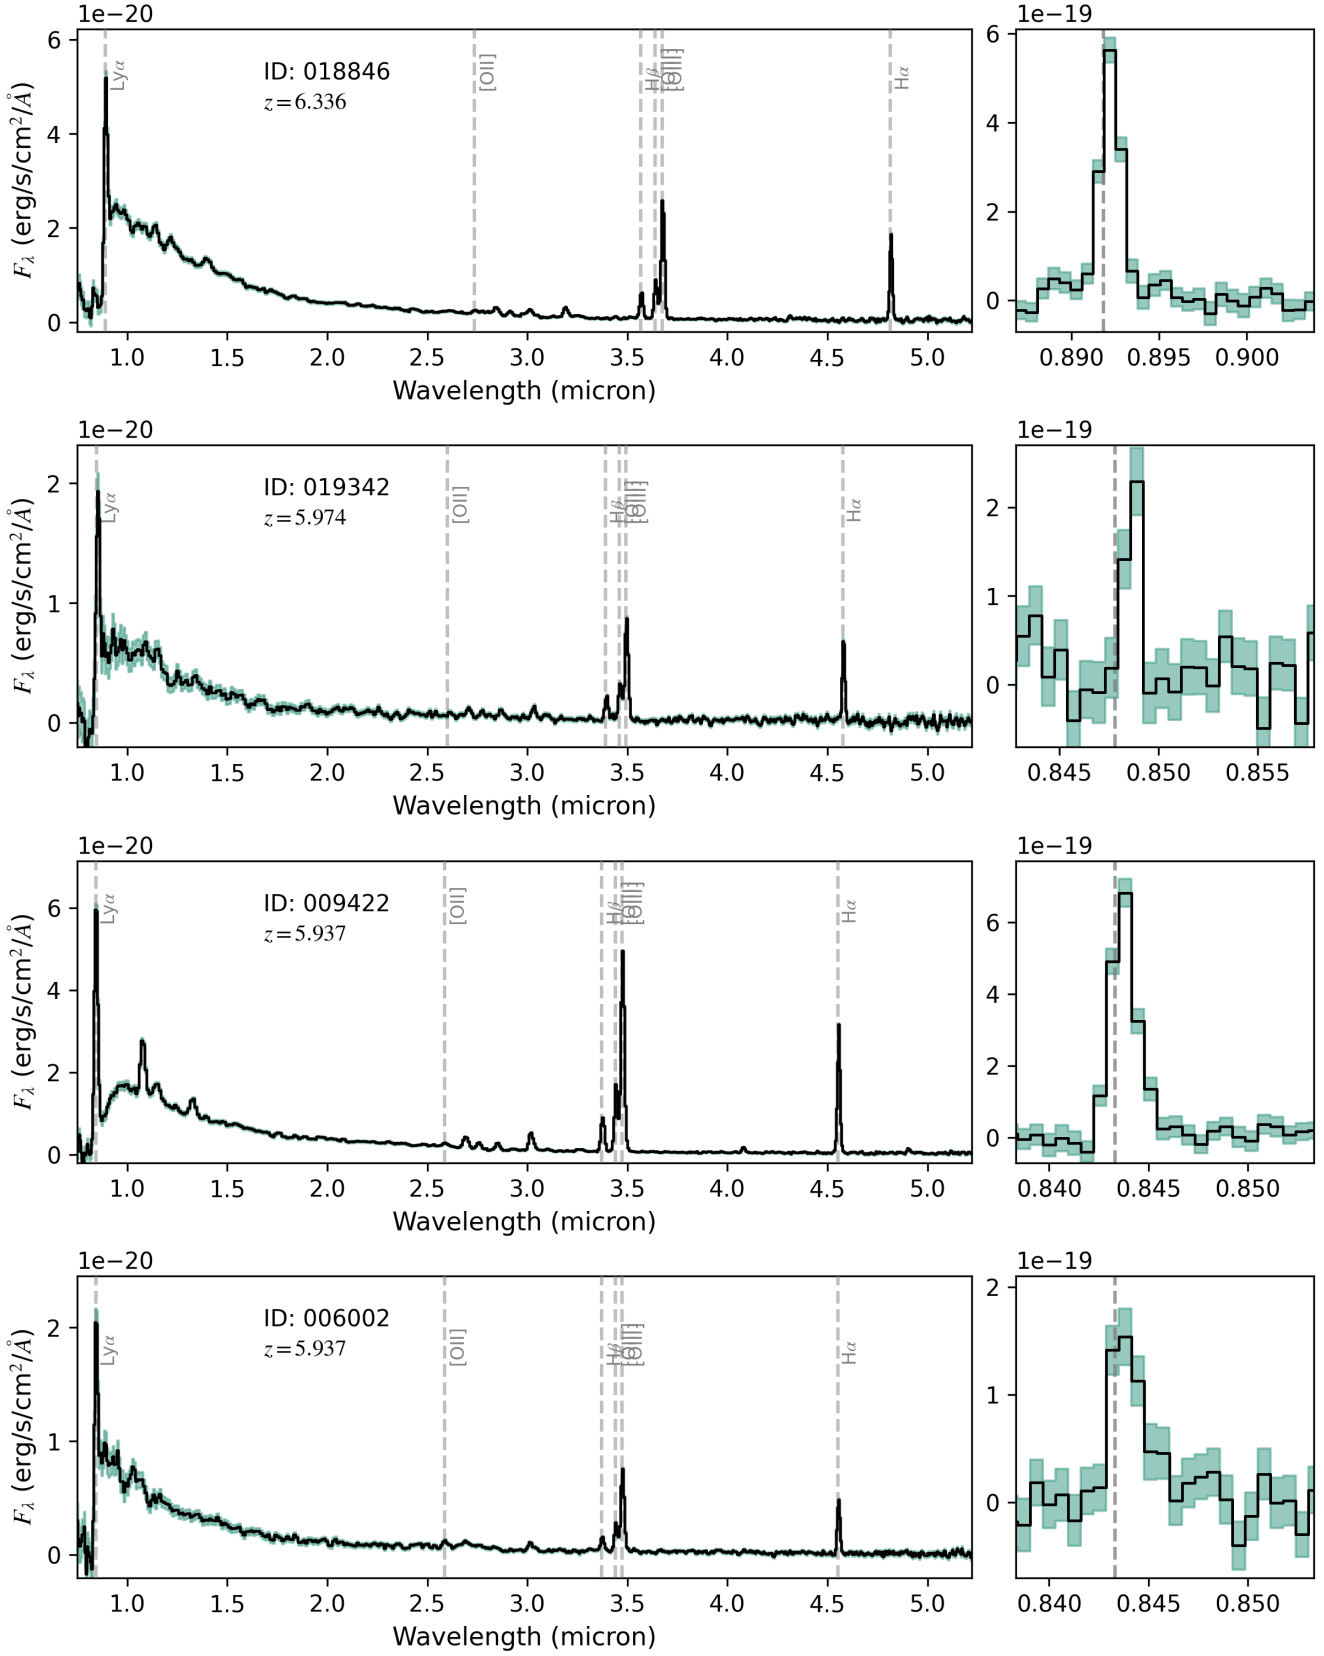 1e−20
1e−19
6
4
2
0
Fλ (erg/s/cm²/Å)
Lyα
[OII]
Hβ
[OIII]
[OIII]
Hα
ID: 018846
z=6.336
1.0 1.5 2.0 2.5 3.0 3.5 4.0 4.5 5.0
Wavelength (micron)
6
4
2
0
0.890 0.895 0.900
1e−20
1e−19
2
1
0
Fλ (erg/s/cm²/Å)
Lyα
[OII]
Hβ
[OIII]
[OIII]
Hα
ID: 019342
z=5.974
1.0 1.5 2.0 2.5 3.0 3.5 4.0 4.5 5.0
Wavelength (micron)
2
1
0
0.845 0.850 0.855
1e−20
1e−19
6
4
2
0
Fλ (erg/s/cm²/Å)
Lyα
[OII]
Hβ
[OIII]
[OIII]
Hα
ID: 009422
z=5.937
1.0 1.5 2.0 2.5 3.0 3.5 4.0 4.5 5.0
Wavelength (micron)
6
4
2
0
0.840 0.845 0.850
1e−20
1e−19
2
1
0
Fλ (erg/s/cm²/Å)
Lyα
[OII]
Hβ
[OIII]
[OIII]
Hα
ID: 006002
z=5.937
1.0 1.5 2.0 2.5 3.0 3.5 4.0 4.5 5.0
Wavelength (micron)
2
1
0
0.840 0.845 0.850